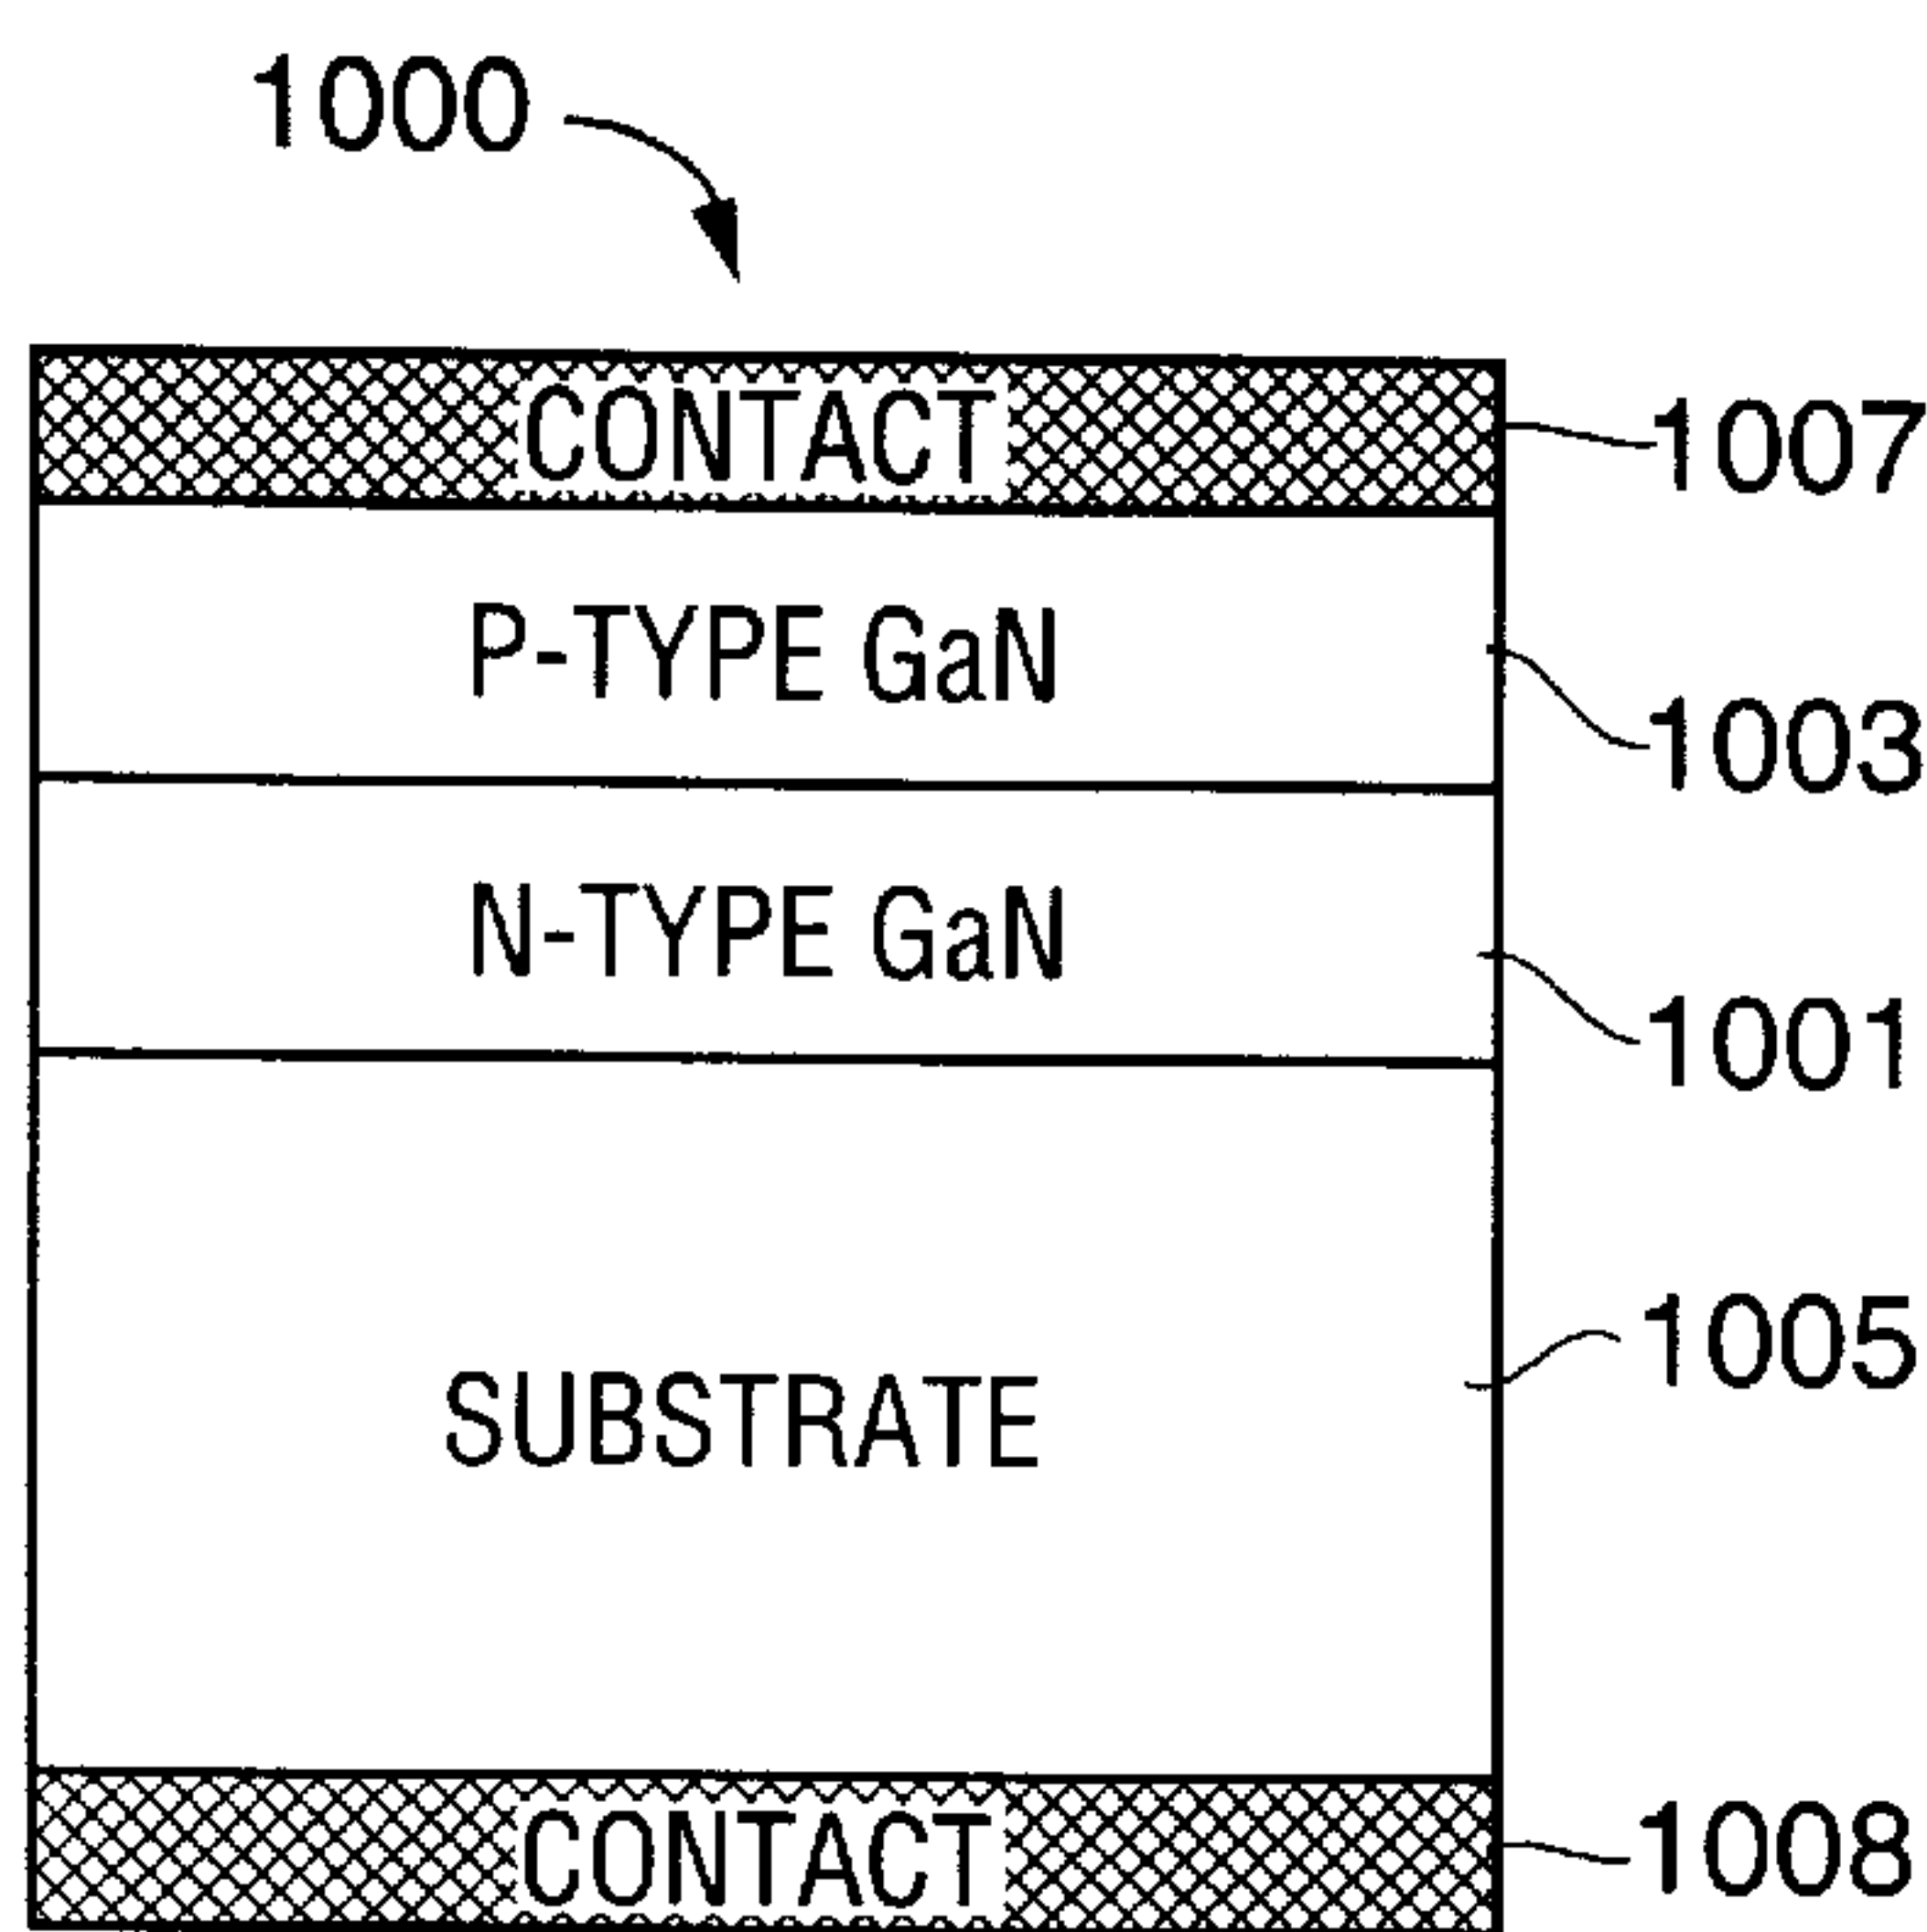 1000
CONTACT
1007
P-TYPE GaN
1003
N-TYPE GaN
1001
SUBSTRATE
1005
CONTACT
1008